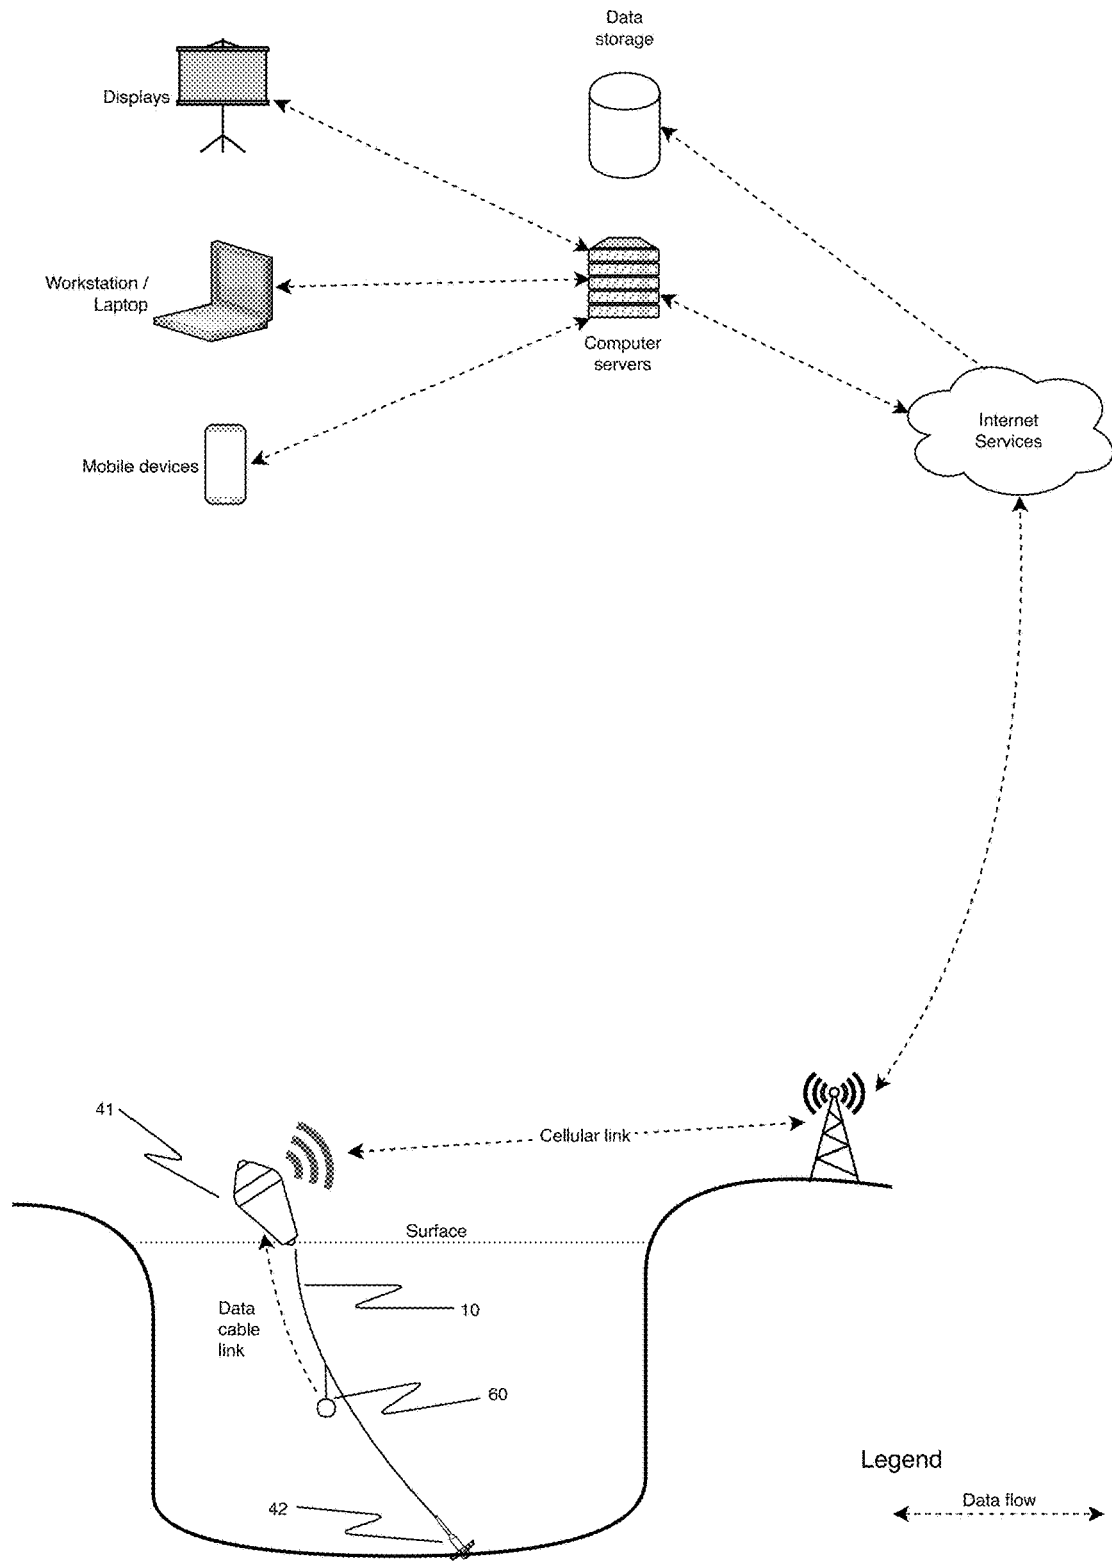 Data
storage
Displays
Workstation /
Laptop
Computer
servers
Internet
Services
Mobile devices
41
Cellular link
Surface
10
Data
cable
link
60
Legend
42
Data flow